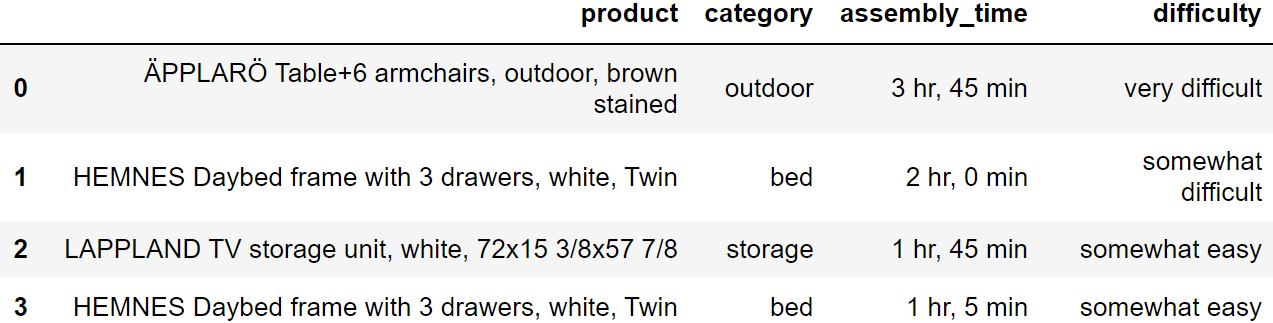 product category assembly_time difficulty
0 ÄPPLARÖ Table+6 armchairs, outdoor, brown stained outdoor 3 hr, 45 min very difficult
1 HEMNES Daybed frame with 3 drawers, white, Twin bed 2 hr, 0 min somewhat difficult
2 LAPPLAND TV storage unit, white, 72x15 3/8x57 7/8 storage 1 hr, 45 min somewhat easy
3 HEMNES Daybed frame with 3 drawers, white, Twin bed 1 hr, 5 min somewhat easy